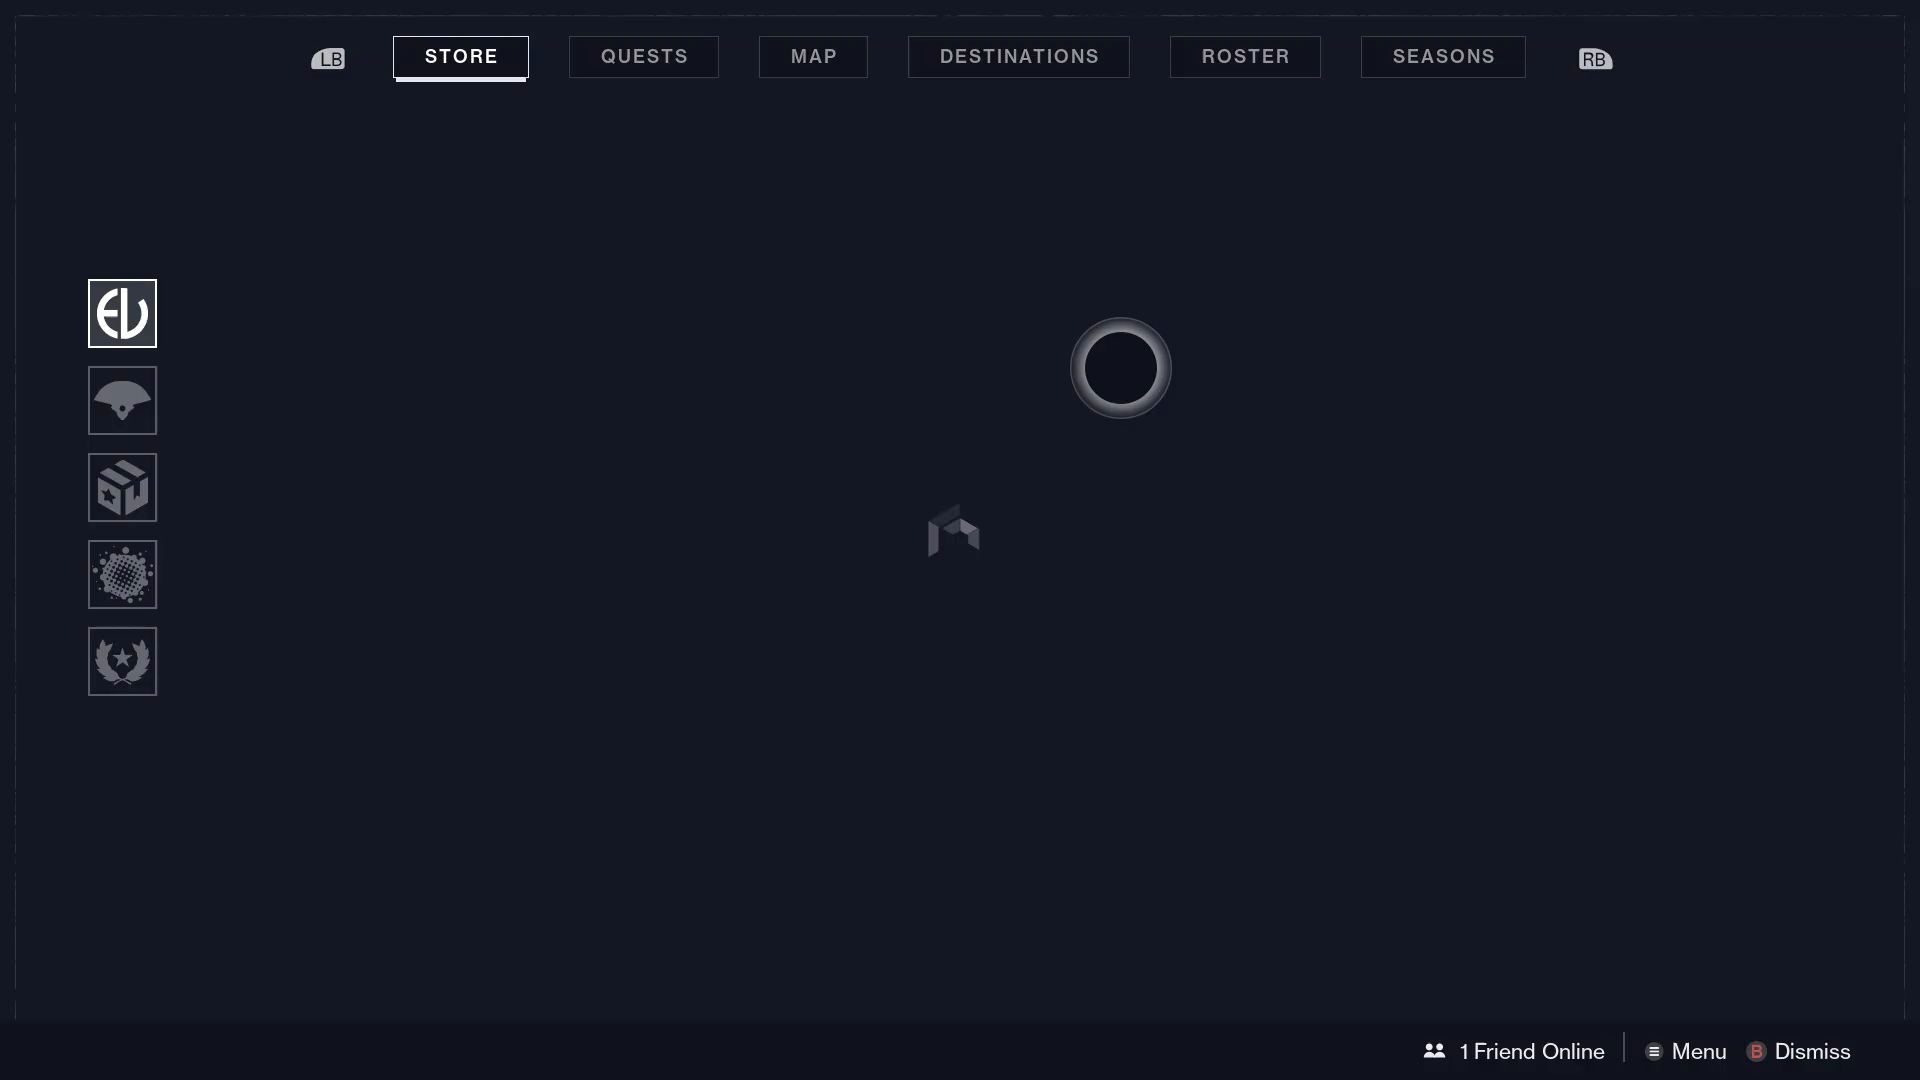 LB
STORE
QUESTS
MAP
DESTINATIONS
ROSTER
SEASONS
RB
1 Friend Online
Menu
B Dismiss